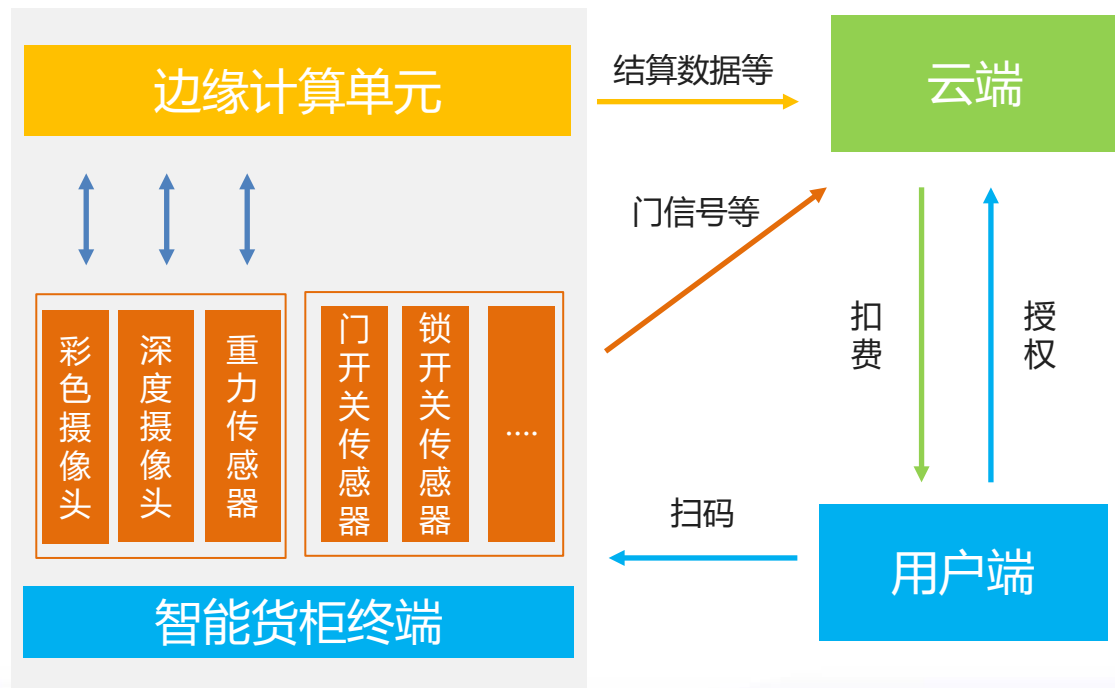 边缘计算单元
结算数据等
云端
门信号等
彩色摄像头
深度摄像头
重力传感器
门开关传感器
锁开关传感器
....
扣费
授权
扫码
用户端
智能货柜终端